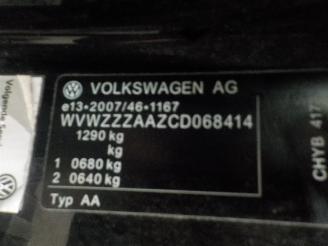 VOLKSWAGEN AG
e13*2007/46*1167
WVWZZZAAZCD068414
1290 kg
kg
1 0680 kg
2 0640 kg
Typ AA
CHYB